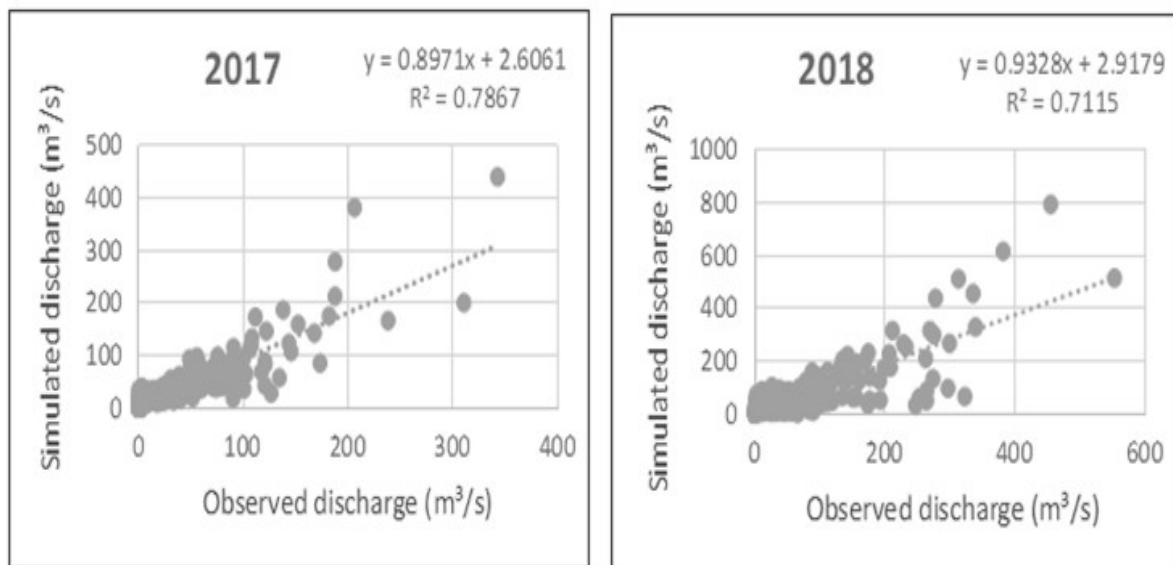 2017
y = 0.8971x + 2.6061
R² = 0.7867
Simulated discharge (m³/s)
500
400
300
200
100
0
0 100 200 300 400
Observed discharge (m³/s)
2018
y = 0.9328x + 2.9179
R² = 0.7115
Simulated discharge (m³/s)
1000
800
600
400
200
0
0 200 400 600
Observed discharge (m³/s)